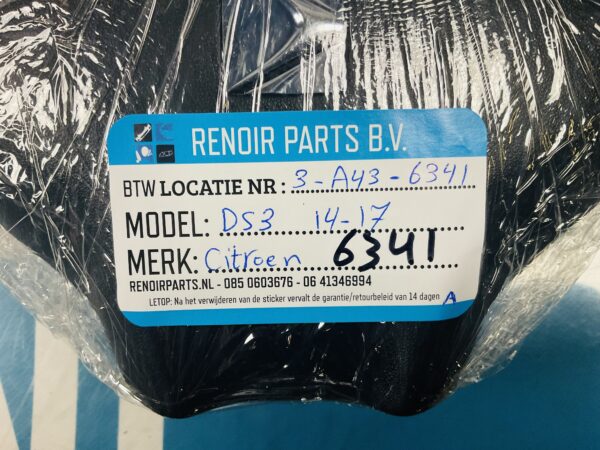 RENOIR PARTS B.V.
BTW LOCATIE NR : 3-A43-6341
MODEL: DS3 14-17
MERK: Citroen 6341
RENOIRPARTS.NL - 085 0603676 - 06 41346994
LETOP: Na het verwijderen van de sticker vervalt de garantie/retourbeleid van 14 dagen A